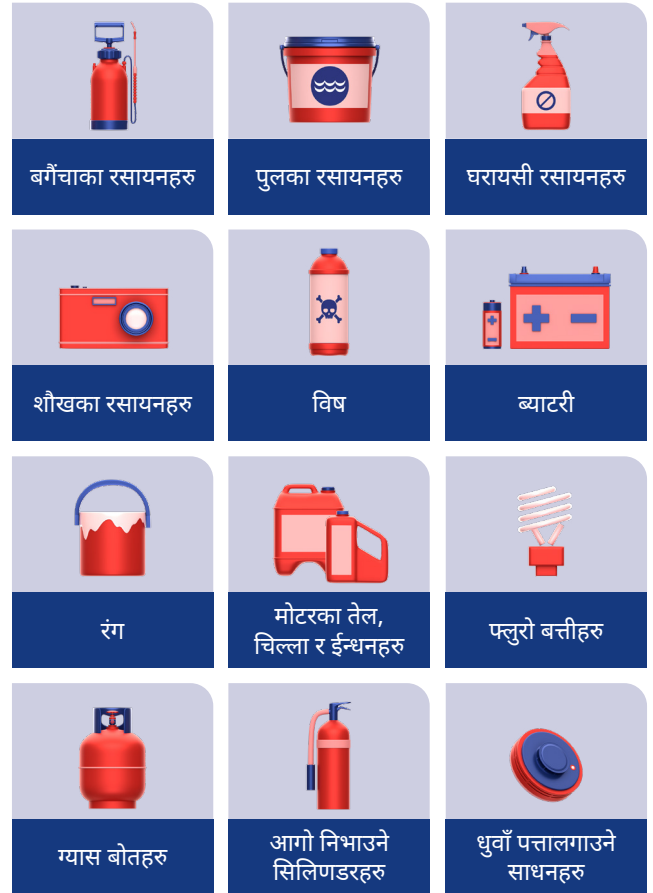 बगैंचाका रसायनहरु
पुलका रसायनहरु
घरायसी रसायनहरु
शौखका रसायनहरु
विष
ब्याटरी
रंग
मोटरका तेल,
चिल्ला र ईन्धनहरु
फ्लुरो बत्तीहरु
ग्यास बोतहरु
आगो निभाउने
सिलिणडरहरु
धुवाँ पत्तालगाउने
साधनहरु